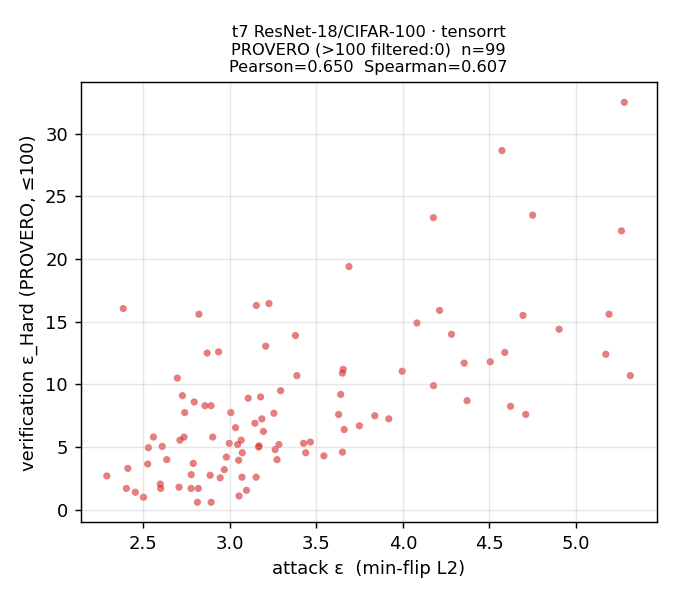 t7 ResNet-18/CIFAR-100 · tensorrt
PROVERO (>100 filtered:0)  n=99
Pearson=0.650  Spearman=0.607
verification ε_Hard (PROVERO, ≤100)
30
25
20
15
10
5
0
2.5 3.0 3.5 4.0 4.5 5.0
attack ε  (min-flip L2)